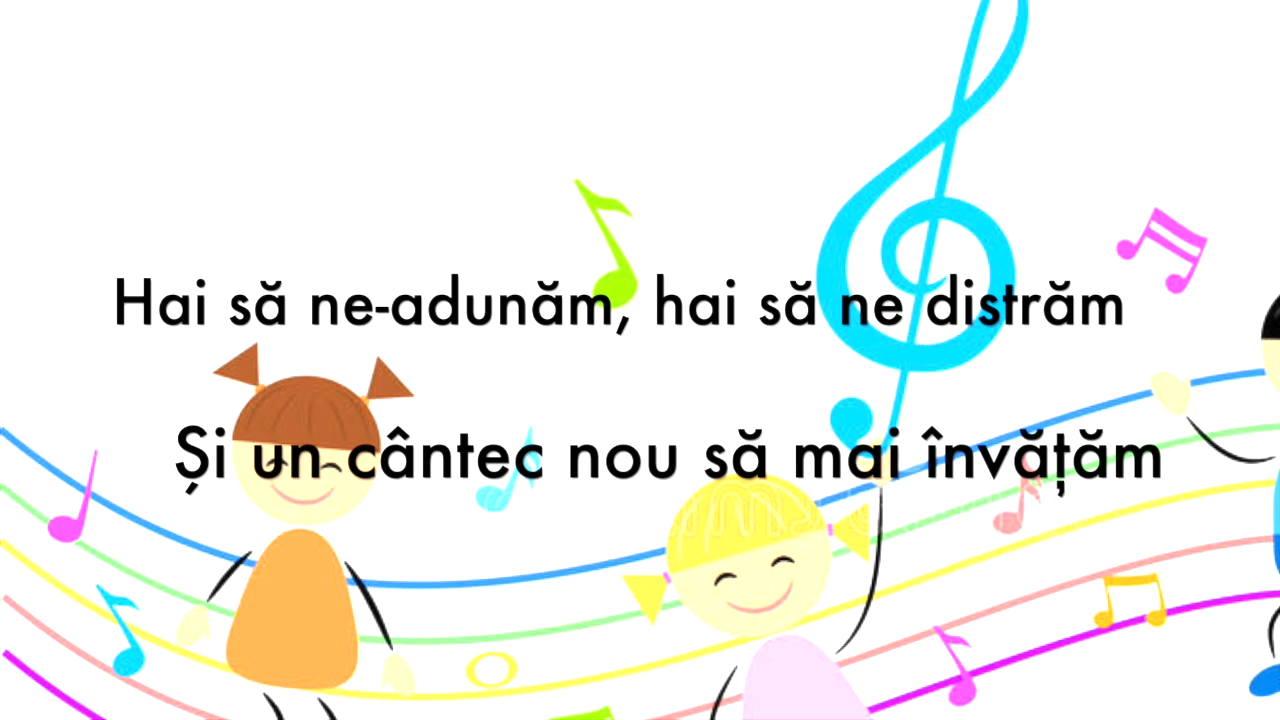 Hai să ne-adunăm, hai să ne distrăm
Și un cântec nou să mai învățăm